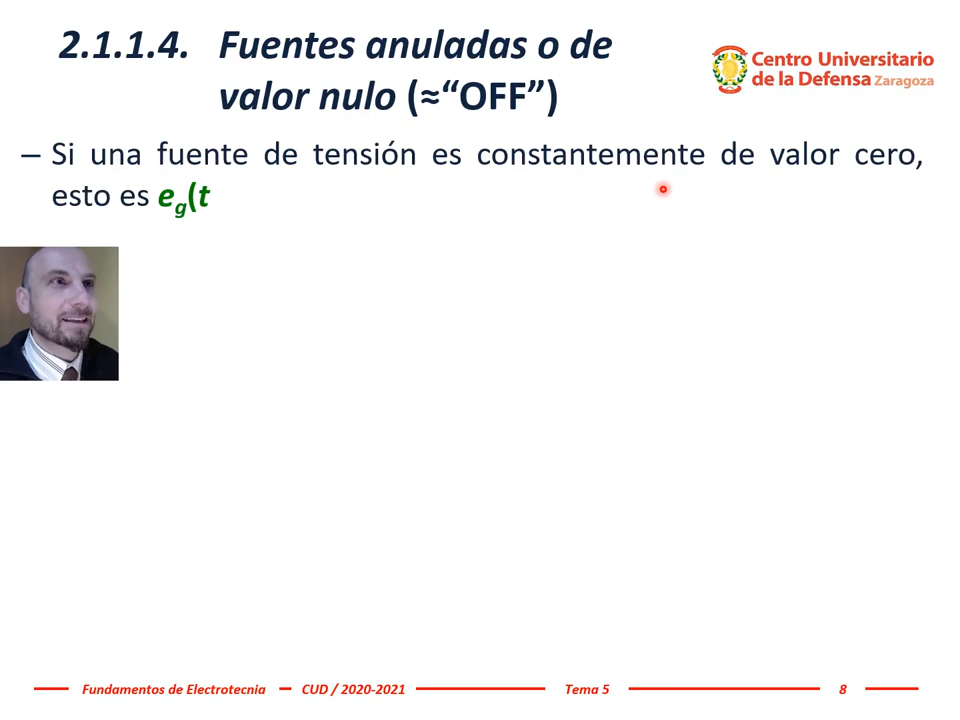 2.1.1.4. Fuentes anuladas o de
valor nulo (≈“OFF”)
Centro Universitario
de la Defensa Zaragoza
– Si una fuente de tensión es constantemente de valor cero,
esto es eg(t
Fundamentos de Electrotecnia – CUD / 2020-2021 Tema 5 8